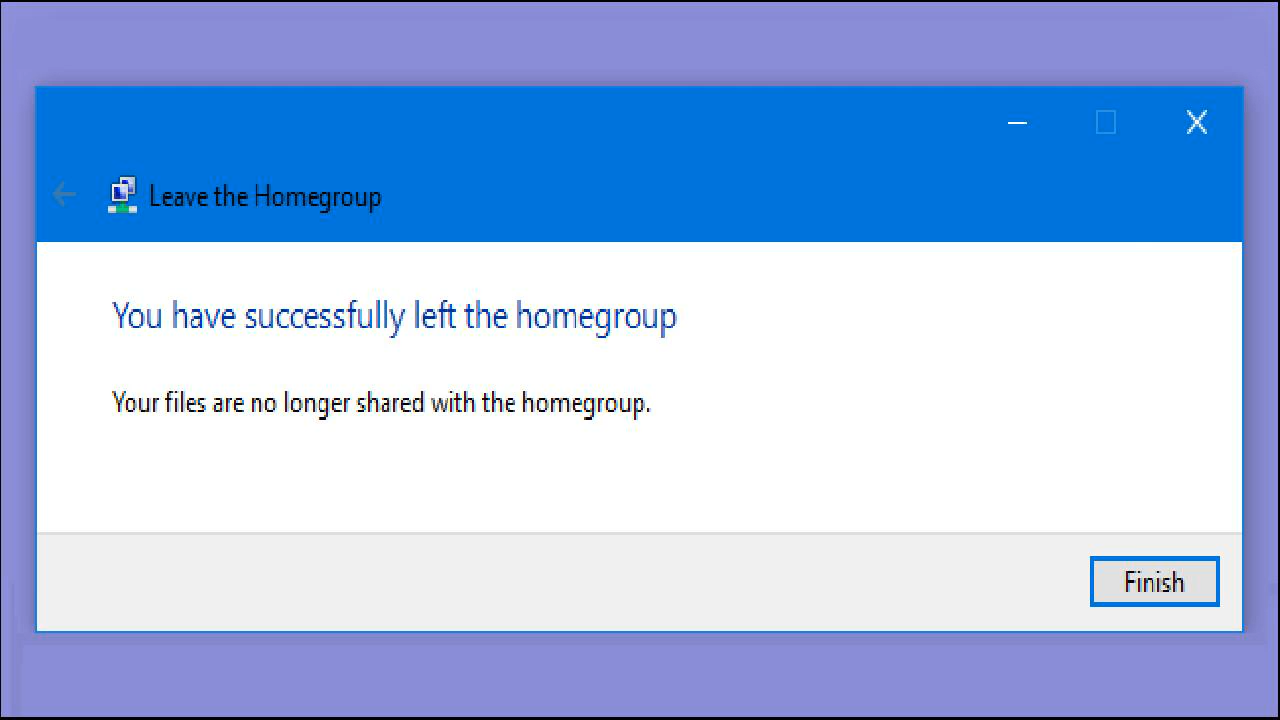 Leave the Homegroup
You have successfully left the homegroup
Your files are no longer shared with the homegroup.
Finish